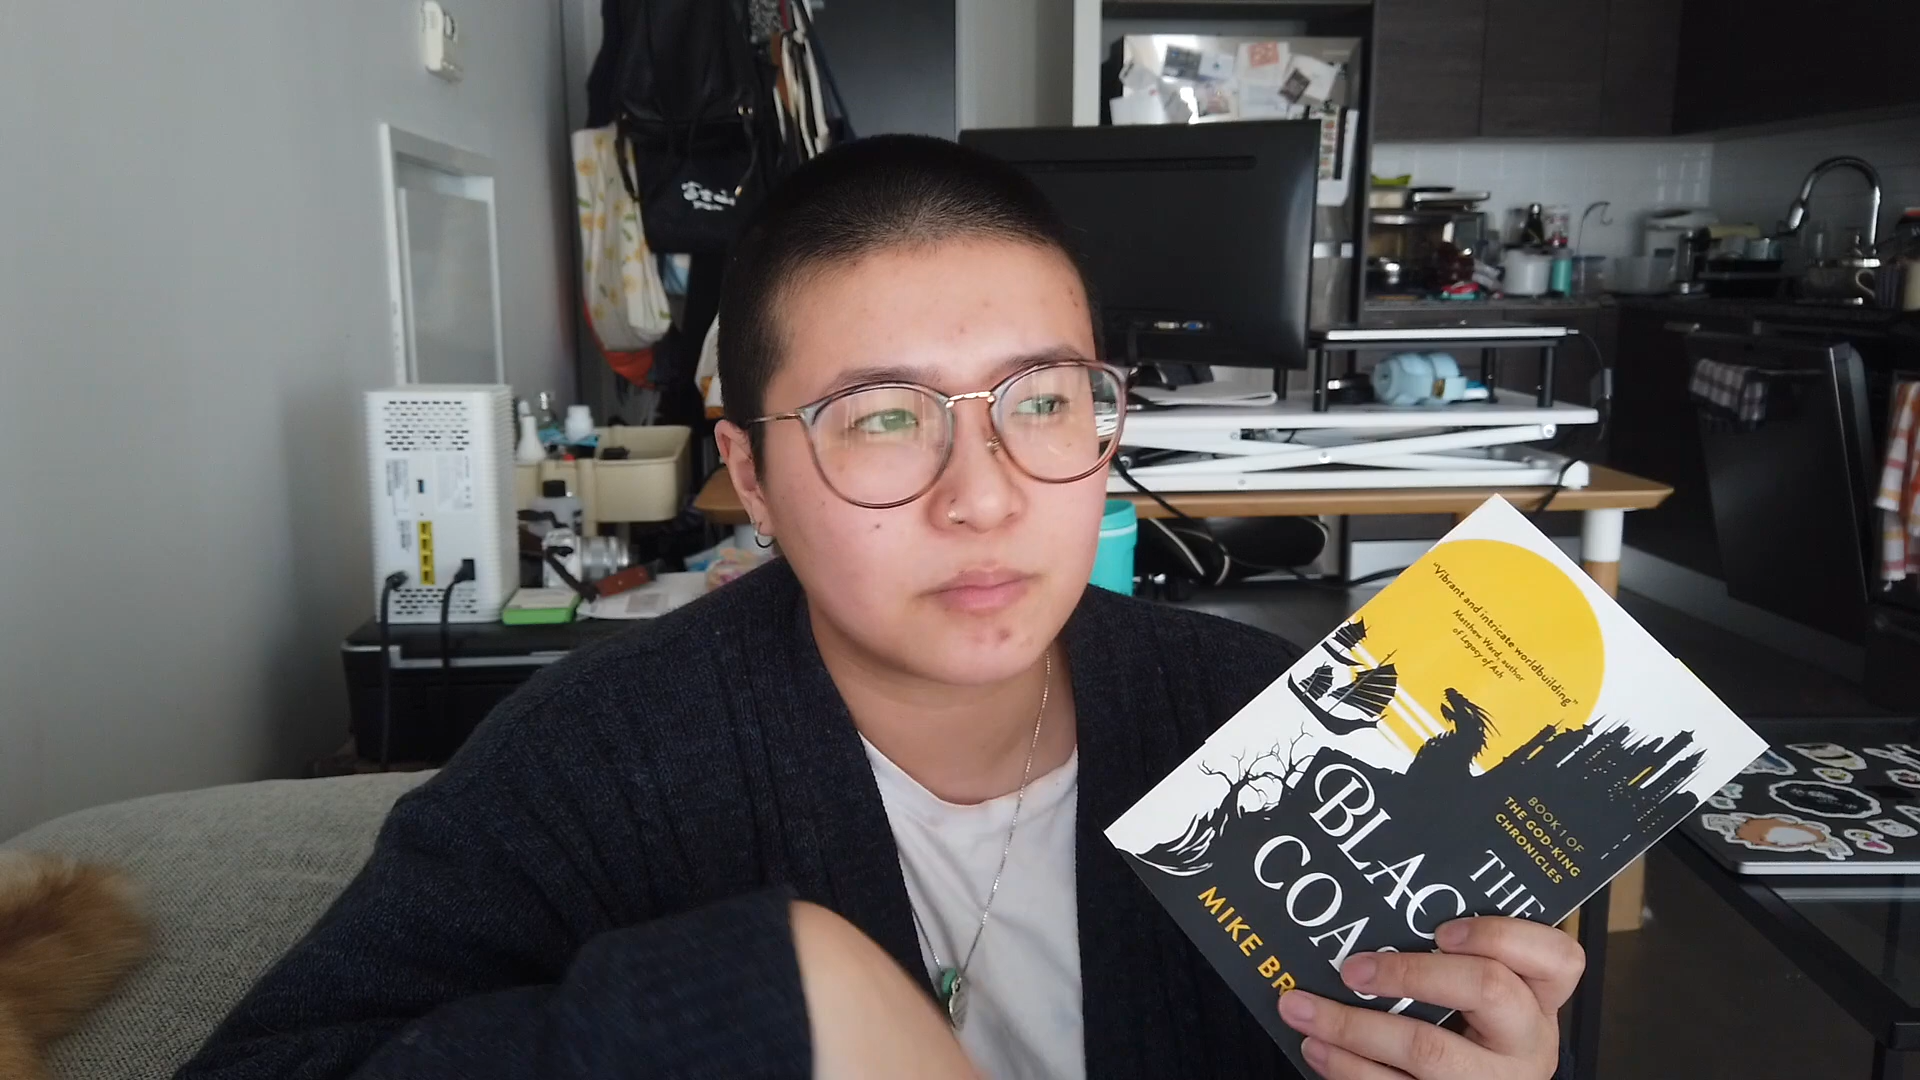 "Vibrant and intricate worldbuilding"
Matthew Ward, author
of Legacy of Ash
BOOK 1 OF
THE GOD-KING
CHRONICLES
THE
BLAC
COAS
MIKE BR